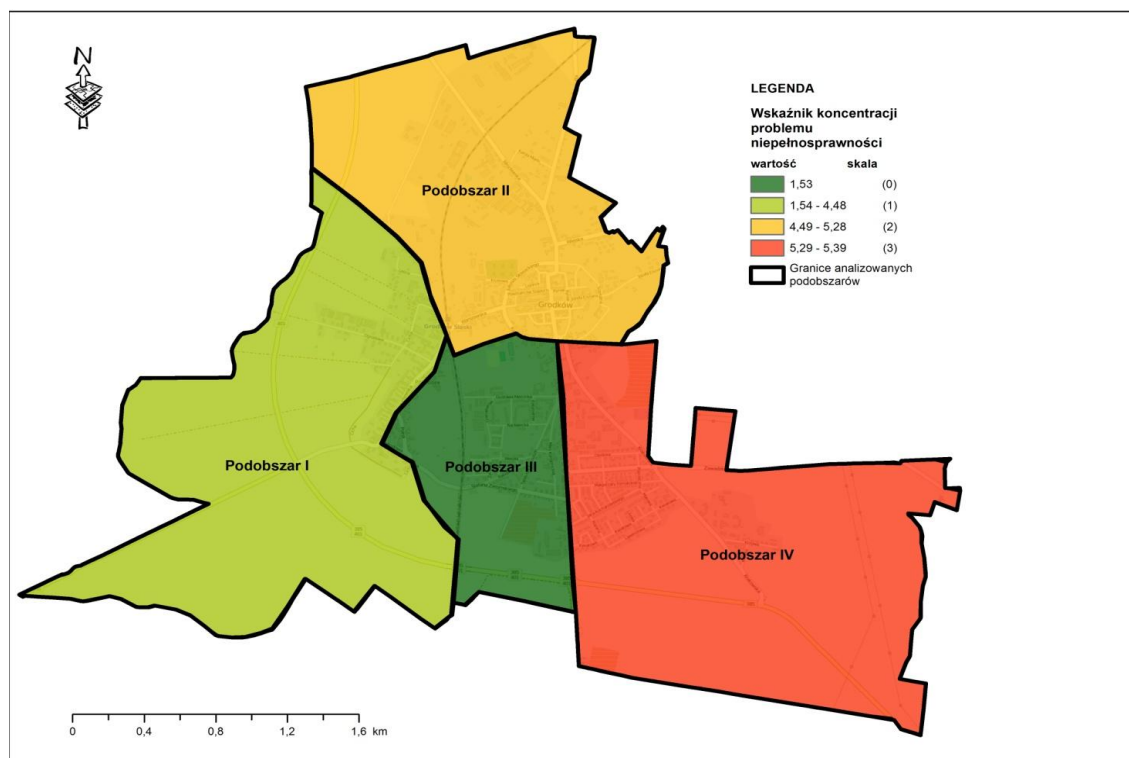 N
LEGENDA
Wskaźnik koncentracji
problemu
niepełnosprawności
wartość skala
1,53 (0)
1,54 - 4,48 (1)
4,49 - 5,28 (2)
5,29 - 5,39 (3)
Granice analizowanych
podobszarów
Podobszar II
Grodków
Podobszar I
Podobszar III
Podobszar IV
0 0,4 0,8 1,2 1,6 km